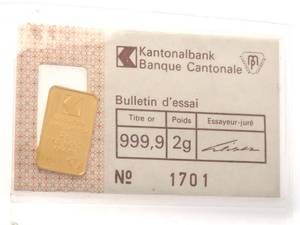 Kantonalbank
Banque Cantonale
Bulletin d'essai
Titre or Poids Essayeur-juré
999,9 2g
No 1701